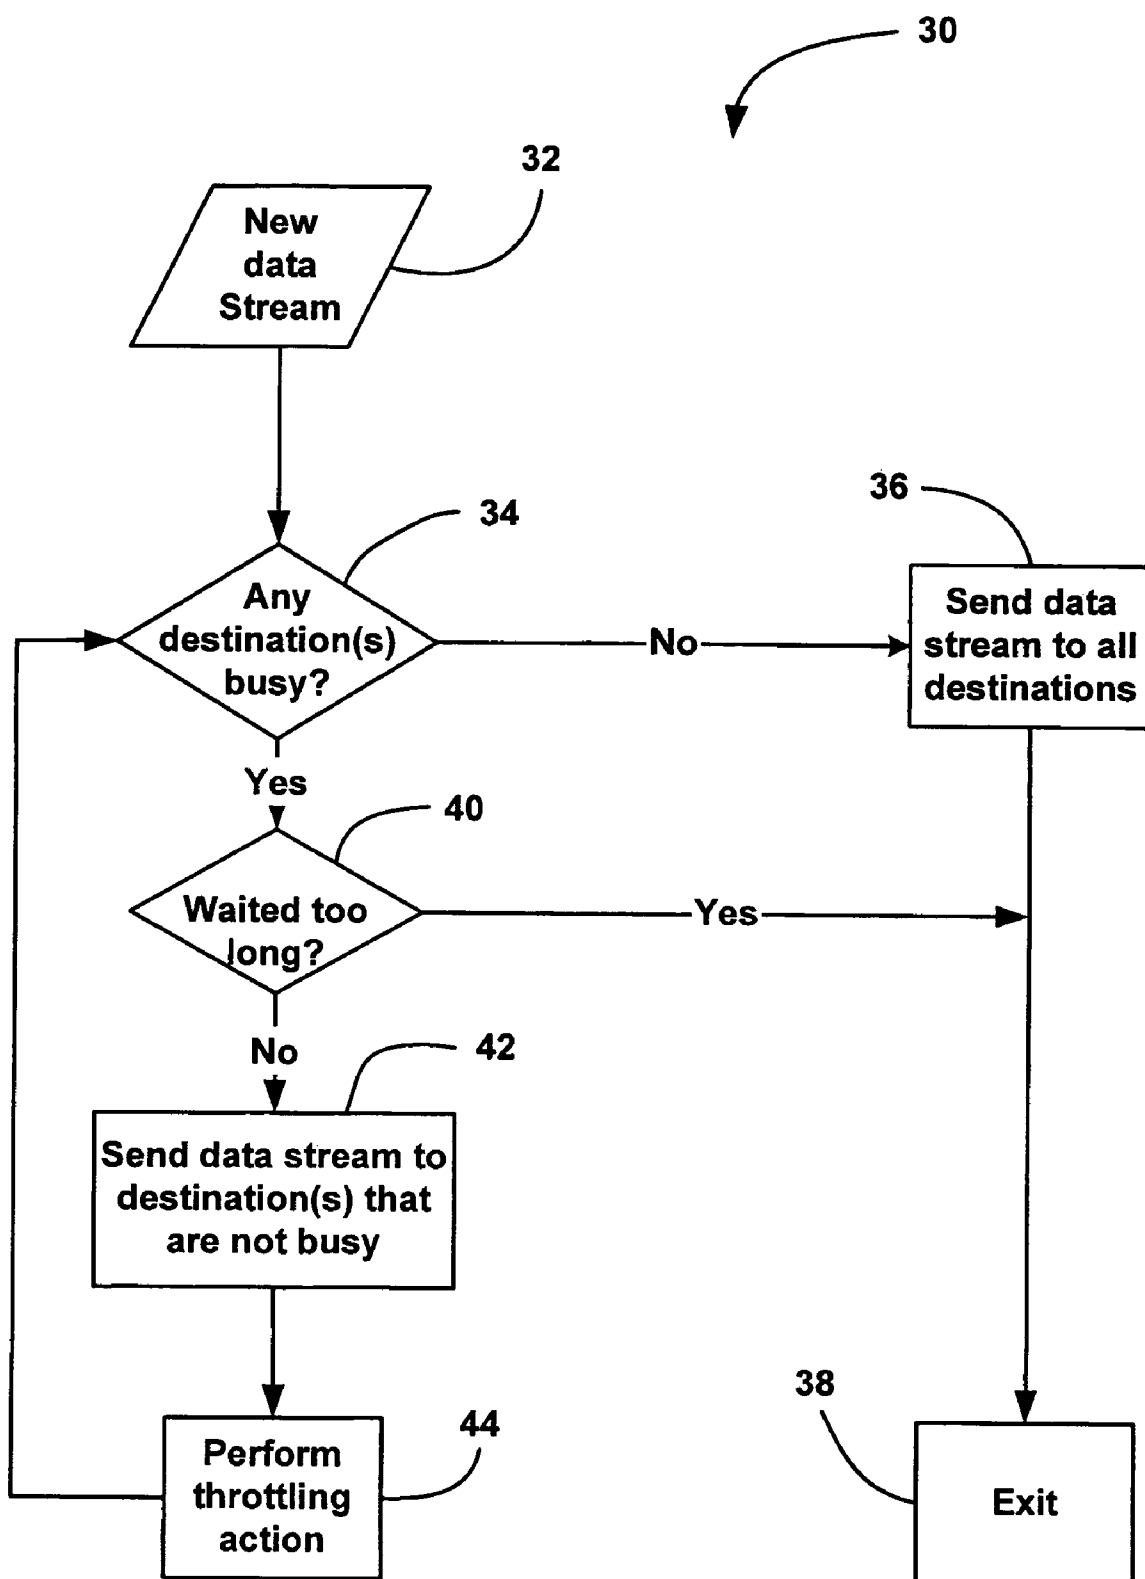 30
32
New
data
Stream
34
Any
destination(s)
busy?
No
36
Send data
stream to all
destinations
Yes
40
Waited too
long?
Yes
No
42
Send data stream to
destination(s) that
are not busy
44
Perform
throttling
action
38
Exit